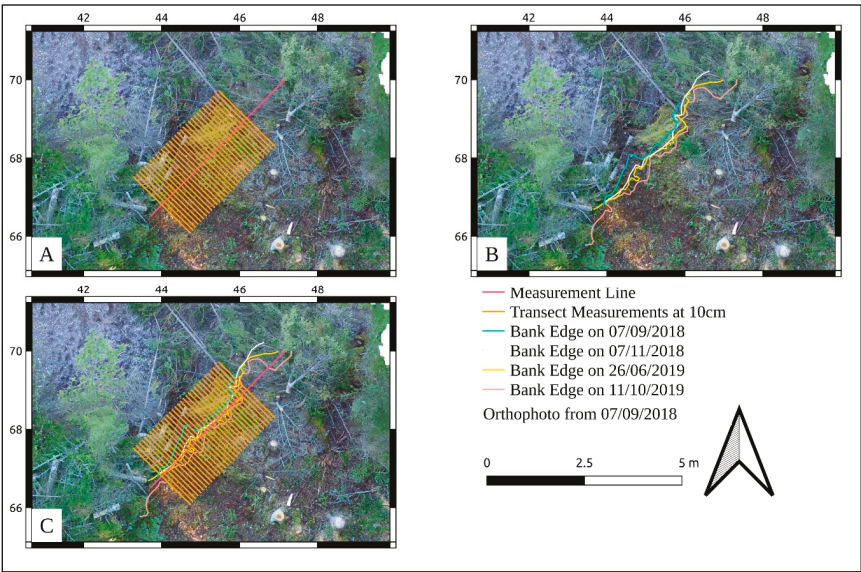 42 44 46 48
70
68
66
A
42 44 46 48
70
68
66
B
42 44 46 48
70
68
66
C
Measurement Line
Transect Measurements at 10cm
Bank Edge on 07/09/2018
Bank Edge on 07/11/2018
Bank Edge on 26/06/2019
Bank Edge on 11/10/2019
Orthophoto from 07/09/2018
0 2.5 5 m